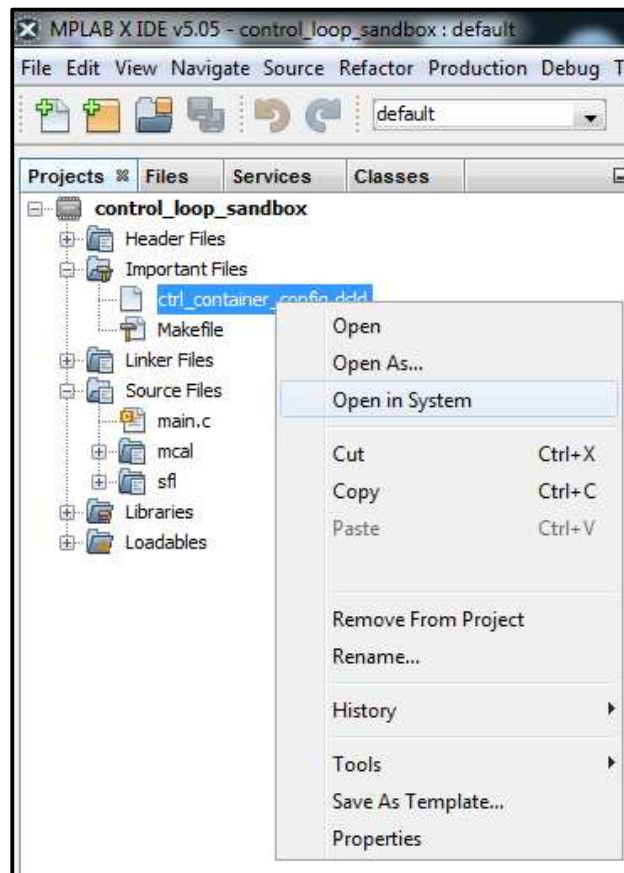 MPLAB X IDE v5.05 - control_loop_sandbox : default
File Edit View Navigate Source Refactor Production Debug T
default
Projects Files Services Classes
control_loop_sandbox
Header Files
Important Files
ctrl_container_config.dcld
Makefile
Linker Files
Source Files
main.c
mcal
sfl
Libraries
Loadables
Open
Open As...
Open in System
Cut Ctrl+X
Copy Ctrl+C
Paste Ctrl+V
Remove From Project
Rename...
History
Tools
Save As Template...
Properties